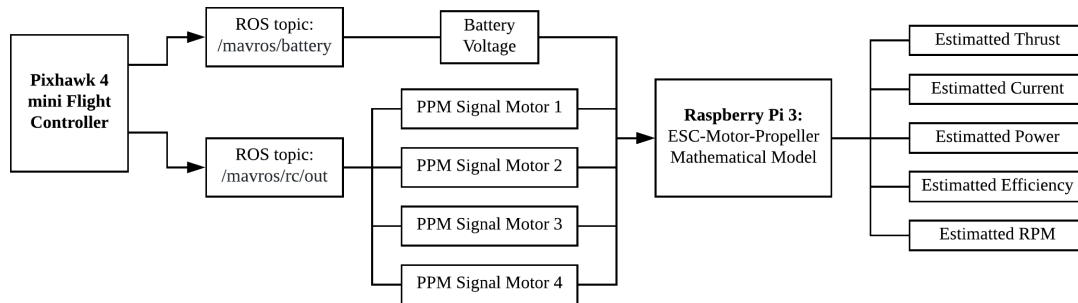 Pixhawk 4
mini Flight
Controller
ROS topic:
/mavros/battery
ROS topic:
/mavros/rc/out
Battery
Voltage
PPM Signal Motor 1
PPM Signal Motor 2
PPM Signal Motor 3
PPM Signal Motor 4
Raspberry Pi 3:
ESC-Motor-Propeller
Mathematical Model
Estimatted Thrust
Estimatted Current
Estimatted Power
Estimatted Efficiency
Estimatted RPM